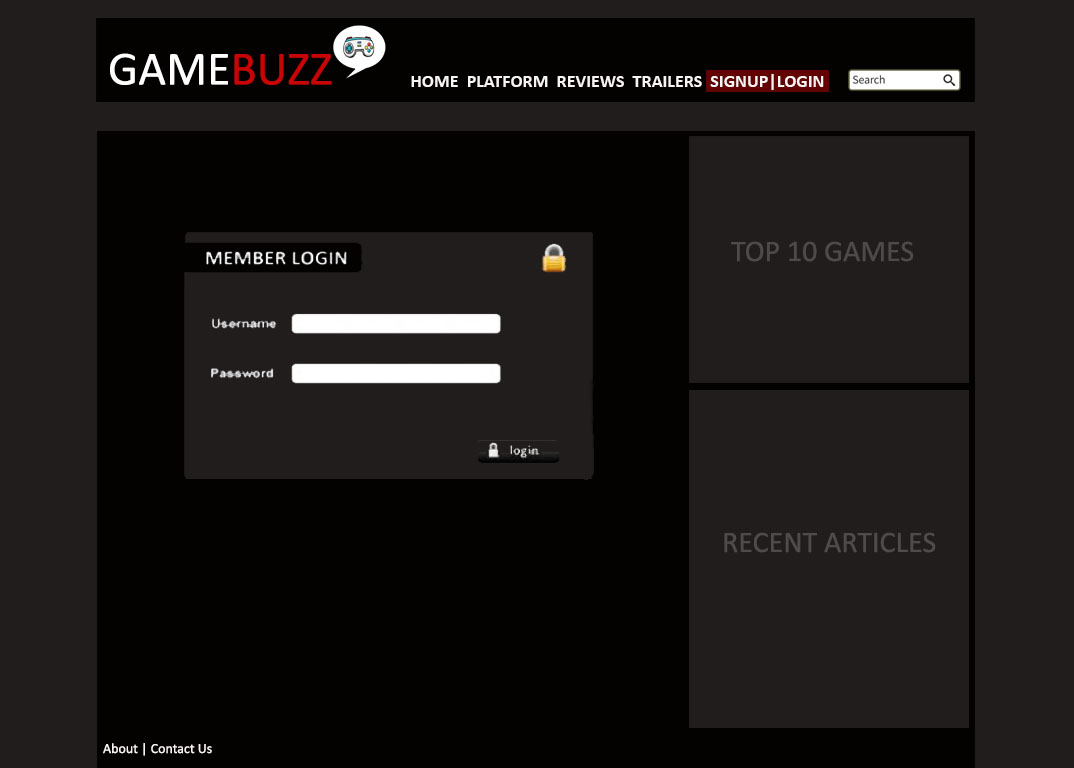 GAMEBUZZ
HOME PLATFORM REVIEWS TRAILERS SIGNUP|LOGIN
Search
MEMBER LOGIN
Username
Password
login
TOP 10 GAMES
RECENT ARTICLES
About | Contact Us